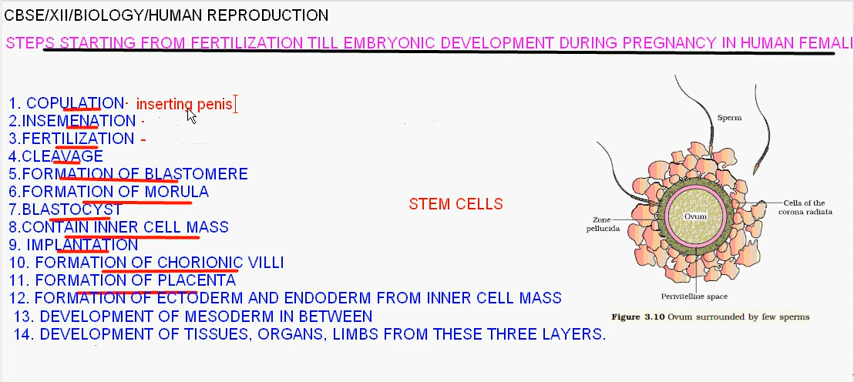 CBSE/XII/BIOLOGY/HUMAN REPRODUCTION
STEPS STARTING FROM FERTILIZATION TILL EMBRYONIC DEVELOPMENT DURING PREGNANCY IN HUMAN FEMALI
1. COPULATION- inserting penis
2.INSEMENATION -
3.FERTILIZATION -
4.CLEAVAGE
5.FORMATION OF BLASTOMERE
6.FORMATION OF MORULA
7.BLASTOCYST
8.CONTAIN INNER CELL MASS
9. IMPLANTATION
10. FORMATION OF CHORIONIC VILLI
11. FORMATION OF PLACENTA
12. FORMATION OF ECTODERM AND ENDODERM FROM INNER CELL MASS
13. DEVELOPMENT OF MESODERM IN BETWEEN
14. DEVELOPMENT OF TISSUES, ORGANS, LIMBS FROM THESE THREE LAYERS.
STEM CELLS
Sperm
Cells of the
corona radiata
Ovum
Zone
pellucida
Perivitelline space
Figure 3.10 Ovum surrounded by few sperms